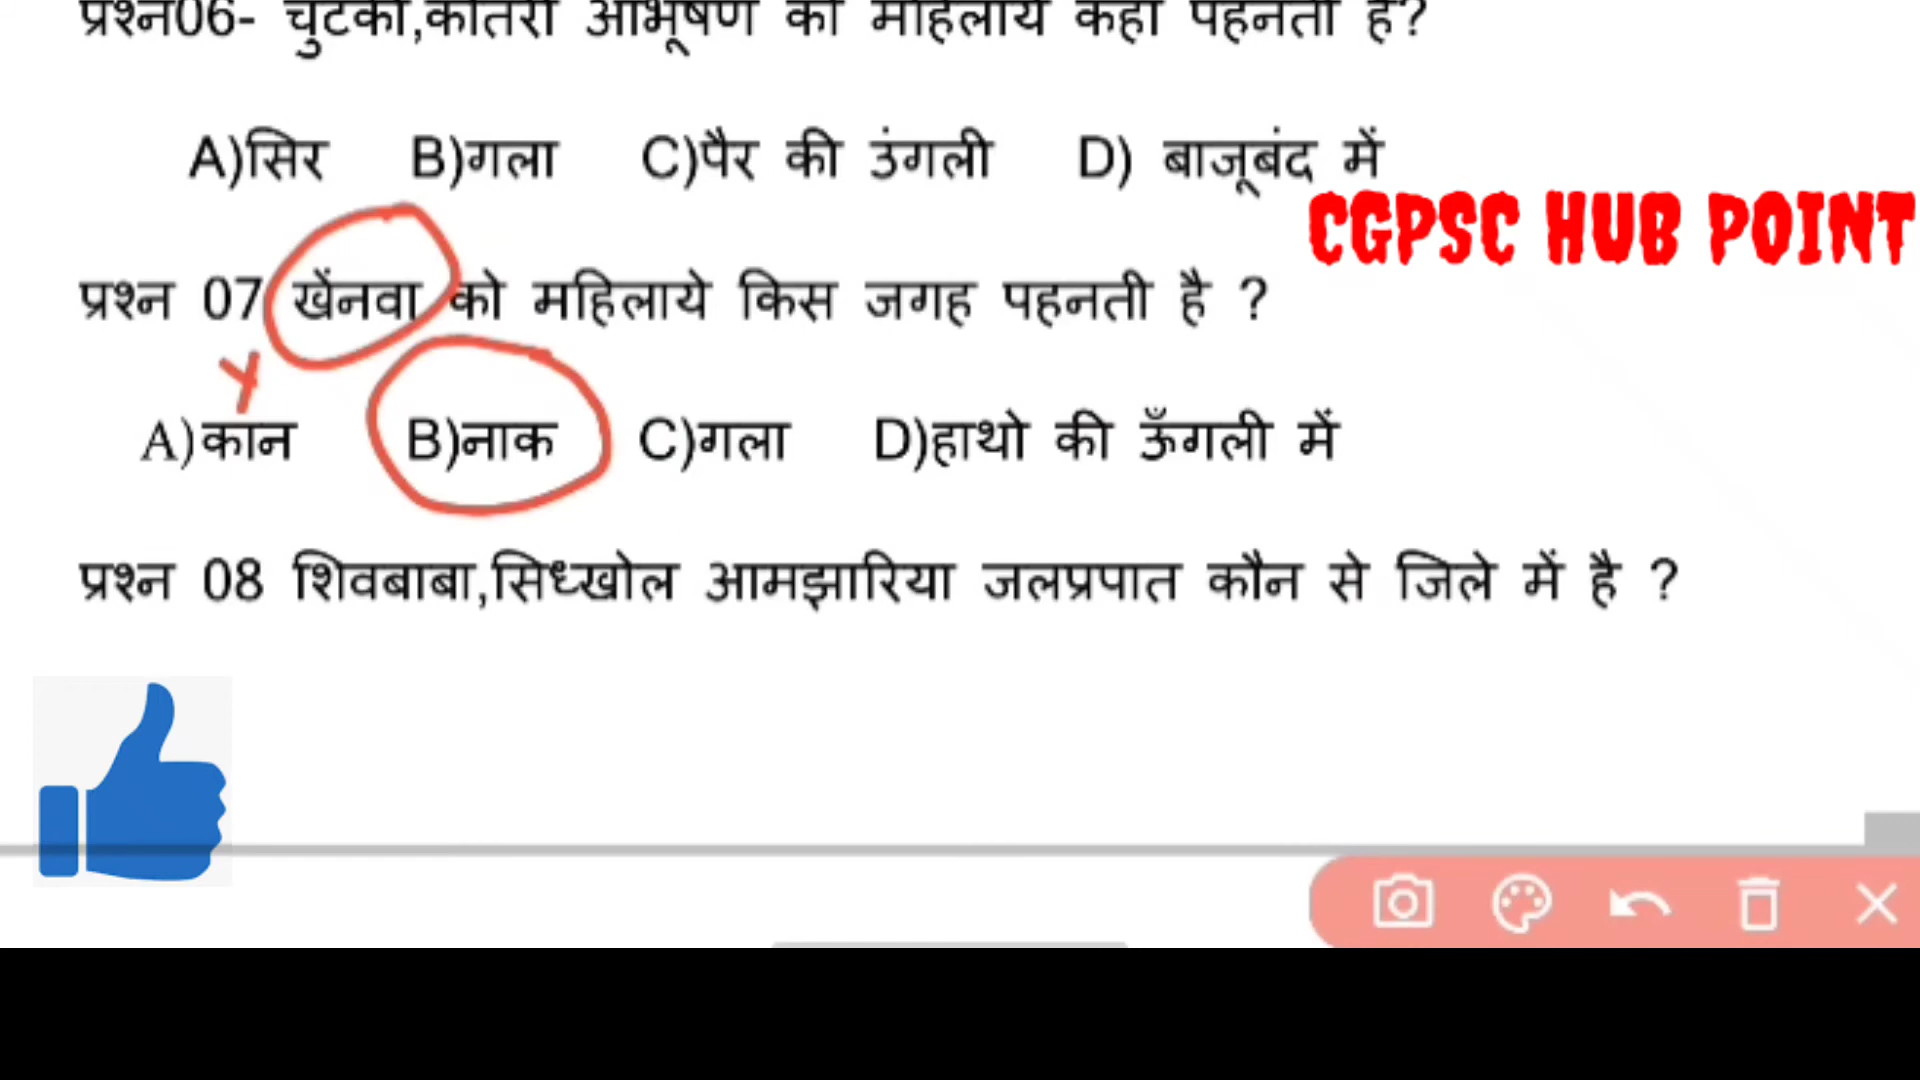 प्रश्न06- चुटकी,कोतरी आभूषण को महिलाये कहाँ पहनती है?
A)सिर B)गला C)पैर की उंगली D) बाजूबंद में
CGPSC HUB POINT
प्रश्न 07 खेंनवा को महिलाये किस जगह पहनती है ?
A)कान B)नाक C)गला D)हाथो की ऊँगली में
प्रश्न 08 शिवबाबा,सिध्खोल आमझारिया जलप्रपात कौन से जिले में है ?